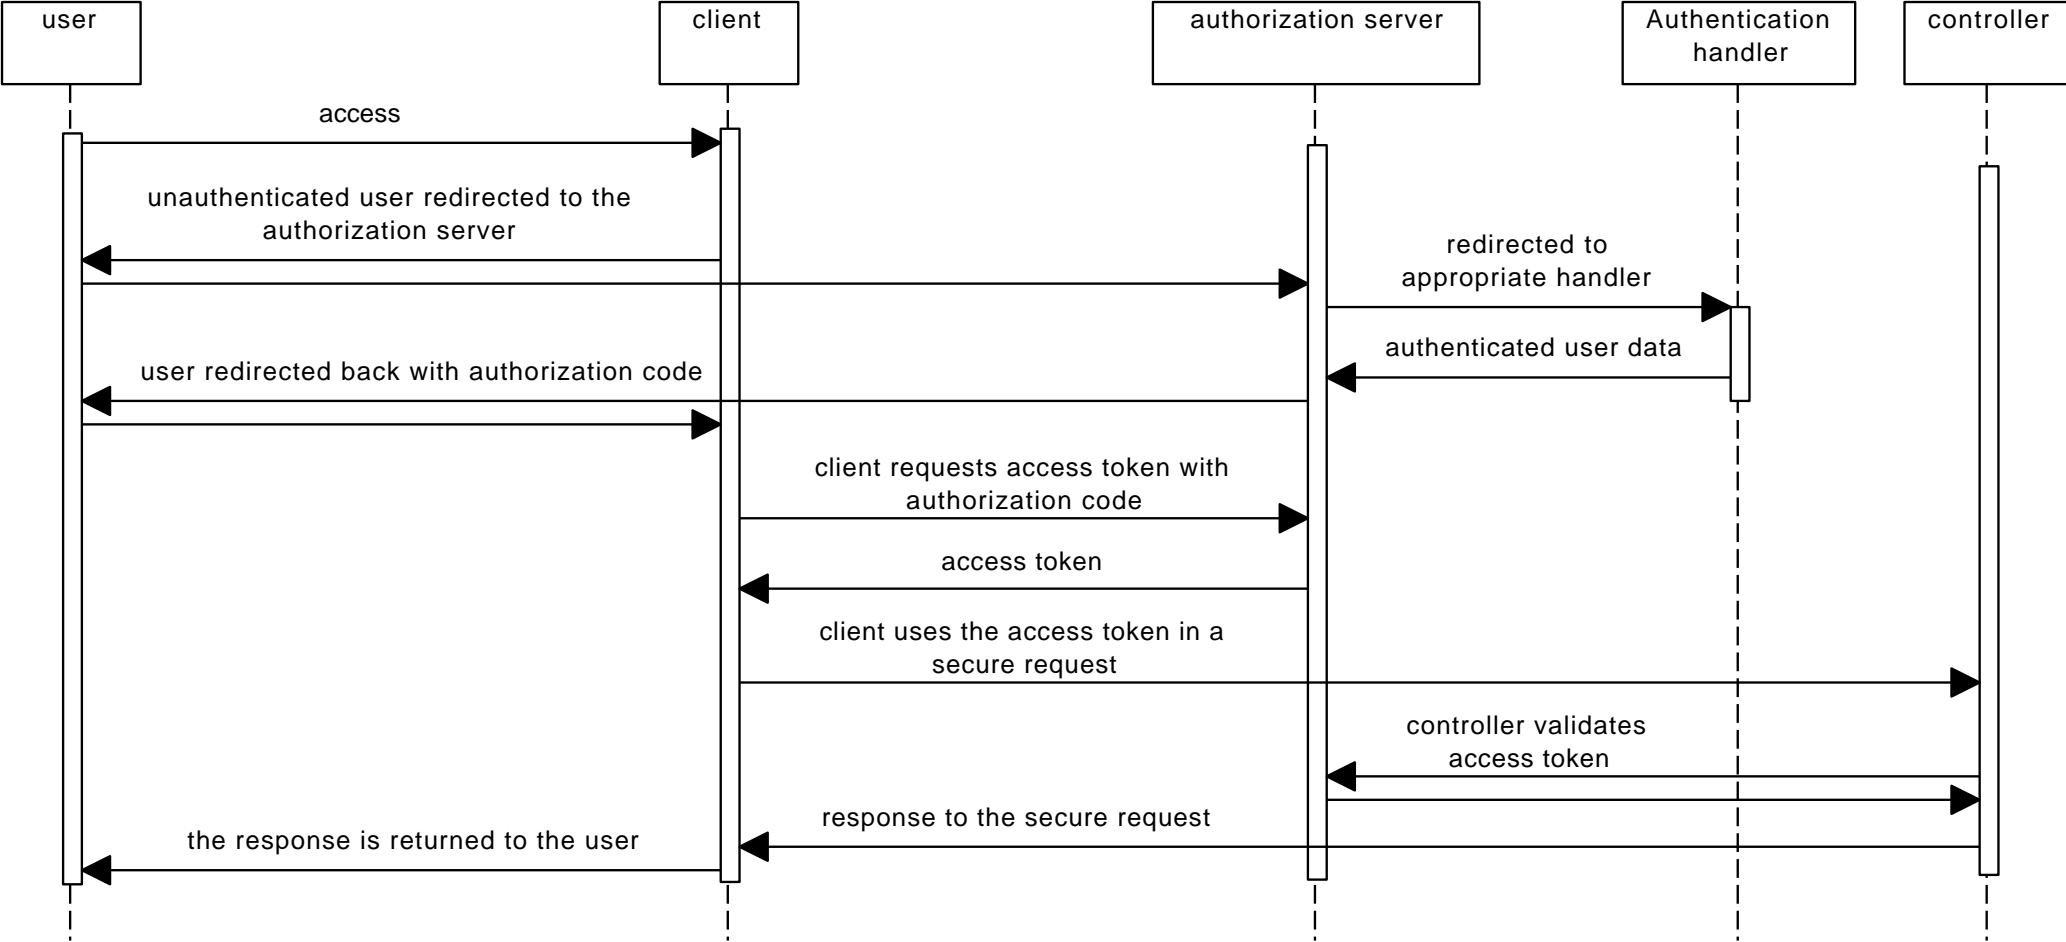 user
client
authorization server
Authentication
handler
controller
access
unauthenticated user redirected to the
authorization server
redirected to
appropriate handler
authenticated user data
user redirected back with authorization code
client requests access token with
authorization code
access token
client uses the access token in a
secure request
controller validates
access token
response to the secure request
the response is returned to the user